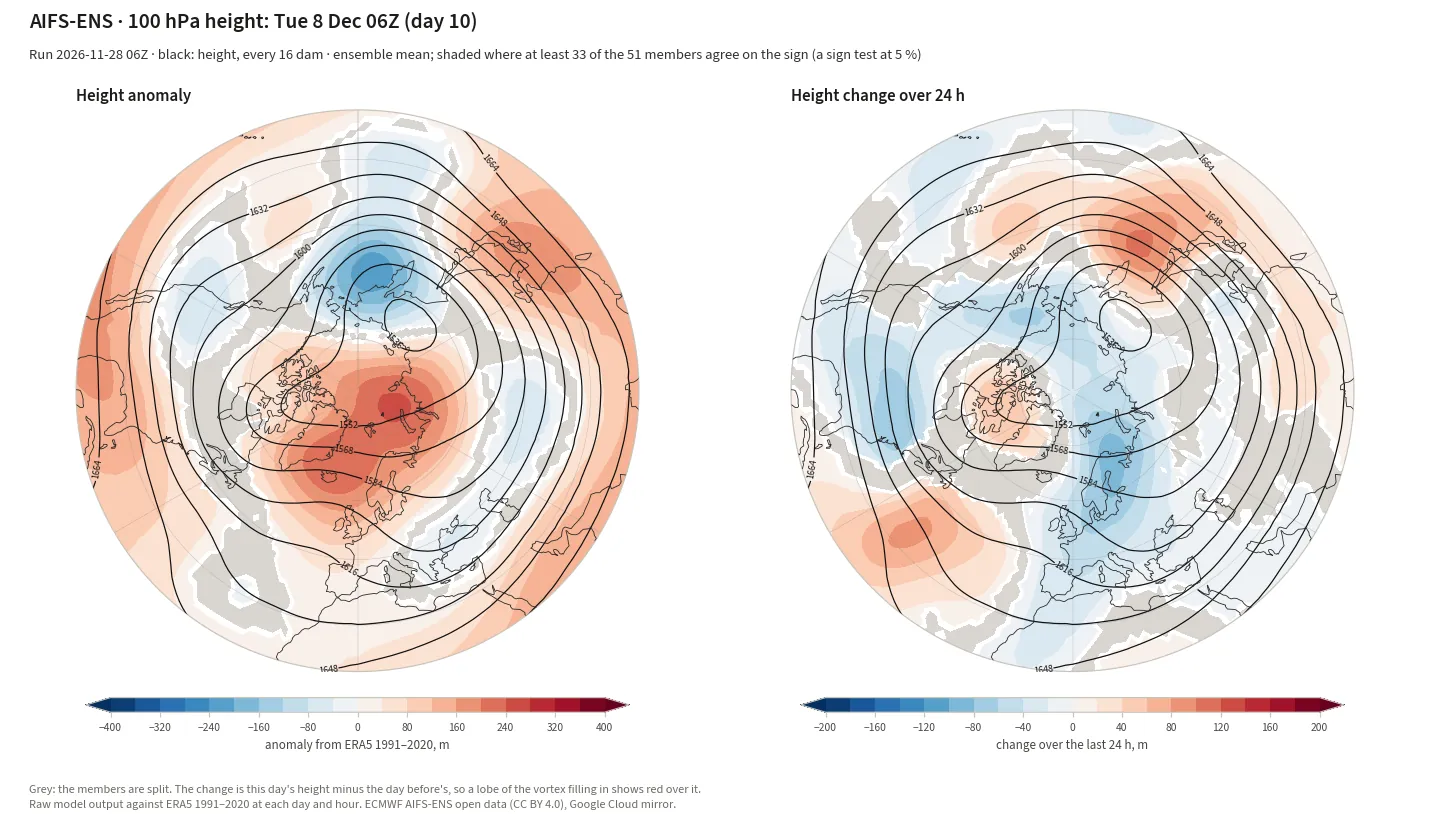 AIFS-ENS · 100 hPa height: Tue 8 Dec 06Z (day 10)
Run 2026-11-28 06Z · black: height, every 16 dam · ensemble mean; shaded where at least 33 of the 51 members agree on the sign (a sign test at 5 %)
Height anomaly
Height change over 24 h
1664
1632
1648
1600
1536
1552
1568
1584
1664
1616
1648
1664
1632
1648
1600
1536
1552
1568
1584
1664
1616
1648
−400 −320 −240 −160 −80 0 80 160 240 320 400
anomaly from ERA5 1991–2020, m
−200 −160 −120 −80 −40 0 40 80 120 160 200
change over the last 24 h, m
Grey: the members are split. The change is this day's height minus the day before's, so a lobe of the vortex filling in shows red over it.
Raw model output against ERA5 1991–2020 at each day and hour. ECMWF AIFS-ENS open data (CC BY 4.0), Google Cloud mirror.